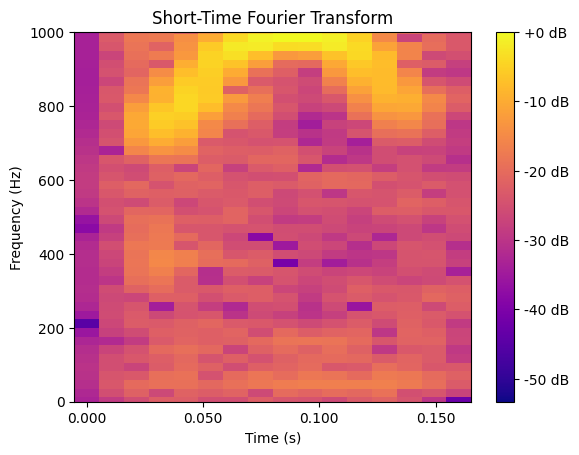 Short-Time Fourier Transform
Frequency (Hz)
1000
800
600
400
200
0
0.000
0.050
0.100
0.150
Time (s)
+0 dB
-10 dB
-20 dB
-30 dB
-40 dB
-50 dB